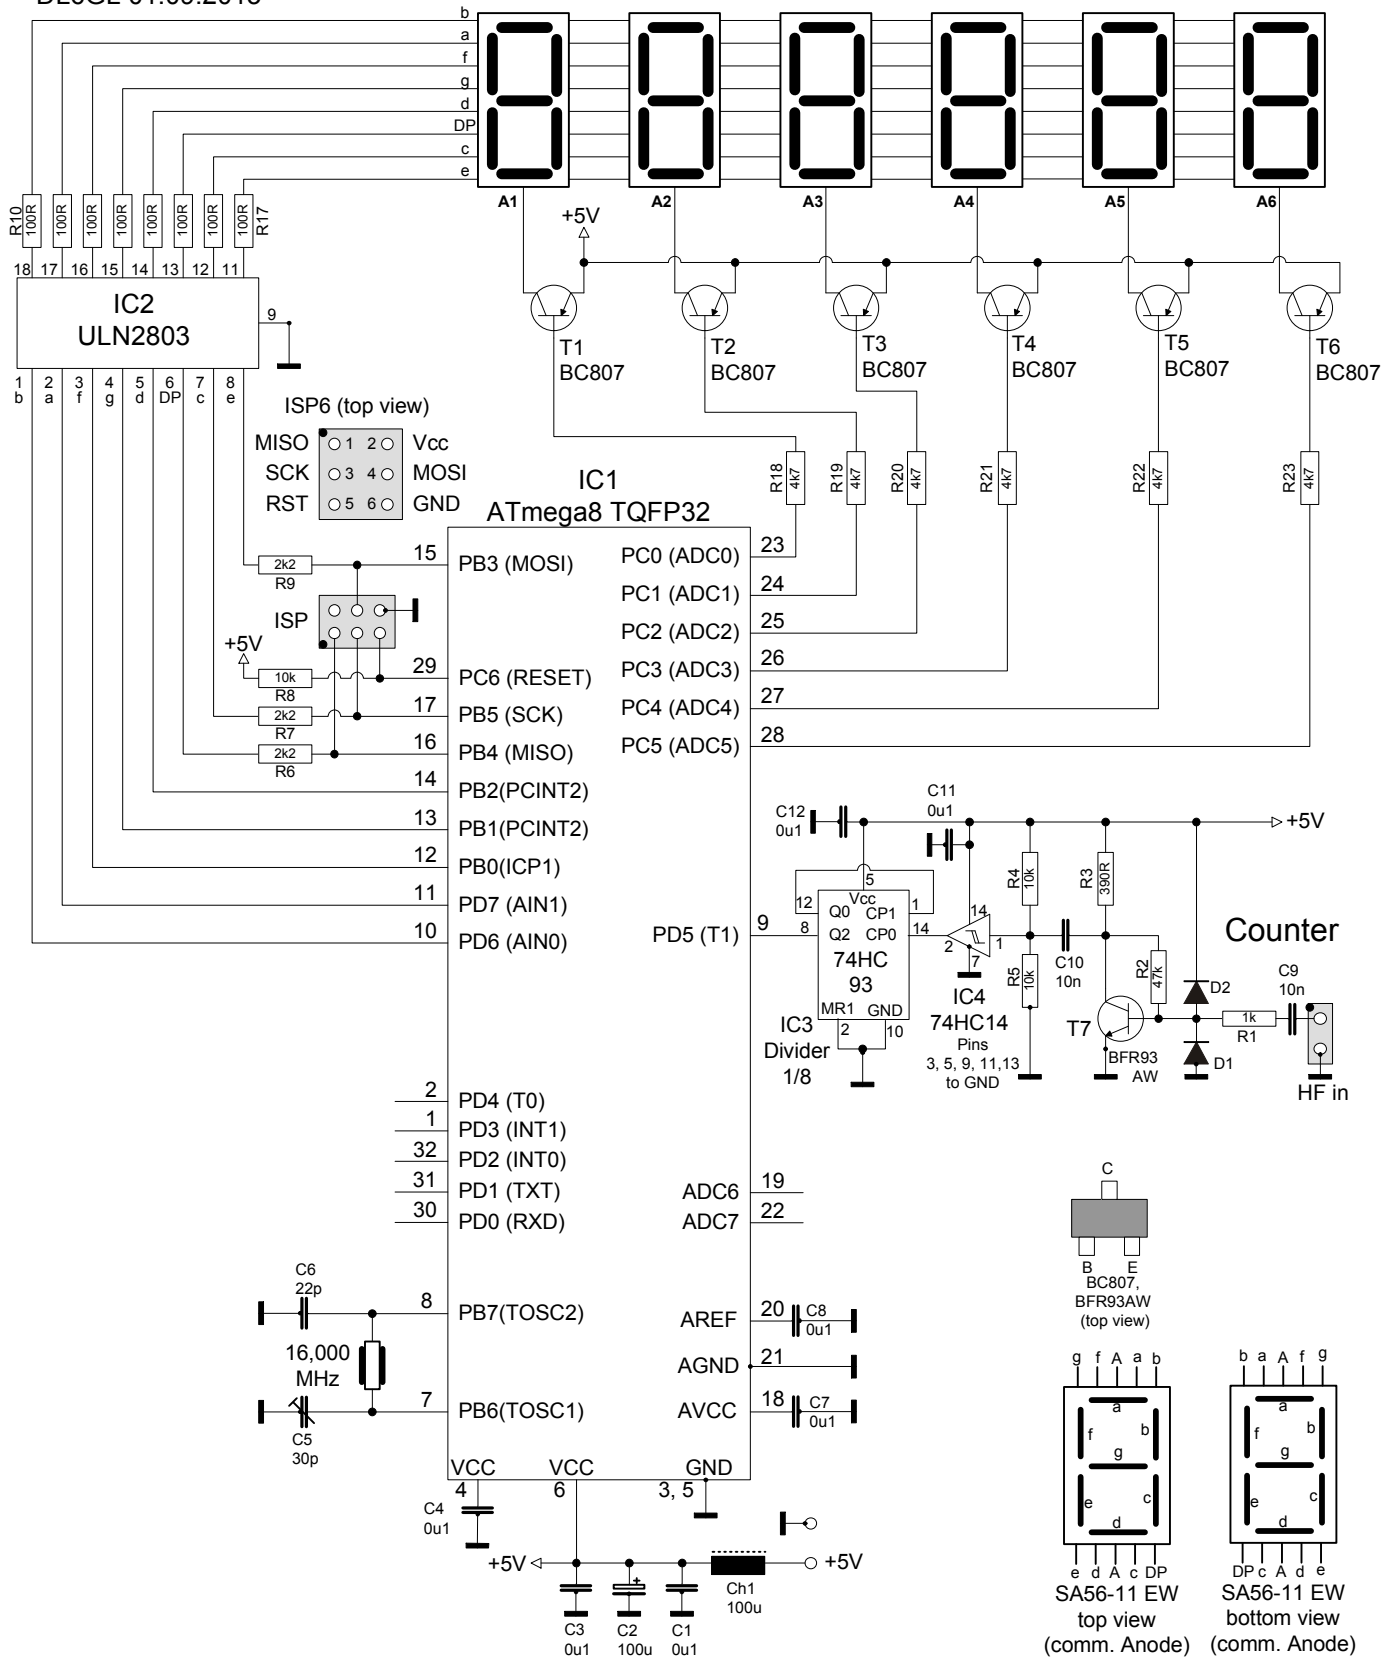 b
a
f
g
d
DP
c
e
A1
A2
A3
A4
A5
A6
+5V
R10
100R
100R
100R
100R
100R
100R
100R
100R
R17
18 17 16 15 14 13 12 11
IC2
ULN2803
9
1 2 3 4 5 6 7 8
b a f g d DP c e
T1
BC807
T2
BC807
T3
BC807
T4
BC807
T5
BC807
T6
BC807
ISP6 (top view)
MISO 1 2 Vcc
SCK 3 4 MOSI
RST 5 6 GND
R18
4k7
R19
4k7
R20
4k7
R21
4k7
R22
4k7
R23
4k7
IC1
ATmega8 TQFP32
15 PB3 (MOSI)
2k2
R9
ISP
+5V
10k
R8
29 PC6 (RESET)
2k2
R7
17 PB5 (SCK)
2k2
R6
16 PB4 (MISO)
14 PB2(PCINT2)
13 PB1(PCINT2)
12 PB0(ICP1)
11 PD7 (AIN1)
10 PD6 (AIN0)
PC0 (ADC0) 23
PC1 (ADC1) 24
PC2 (ADC2) 25
PC3 (ADC3) 26
PC4 (ADC4) 27
PC5 (ADC5) 28
PD5 (T1) 9
C12
0u1
C11
0u1
+5V
5
Vcc
12 Q0 CP1 1
8 Q2 CP0 14
74HC
93
MR1 GND
2 10
IC3
Divider
1/8
14
2
1
7
IC4
74HC14
Pins
3, 5, 9, 11,13
to GND
R4
10k
R5
10k
C10
10n
R3
390R
R2
47k
T7
BFR93
AW
D2
D1
Counter
C9
10n
1k
R1
HF in
2 PD4 (T0)
1 PD3 (INT1)
32 PD2 (INT0)
31 PD1 (TXT)
30 PD0 (RXD)
ADC6 19
ADC7 22
C6
22p
8 PB7(TOSC2)
16,000
MHz
7 PB6(TOSC1)
C5
30p
AREF 20
C8
0u1
AGND 21
AVCC 18
C7
0u1
VCC VCC GND
4 6 3, 5
C4
0u1
+5V
+5V
C3
0u1
C2
100u
+
C1
0u1
Ch1
100u
C
B E
BC807,
BFR93AW
(top view)
g f A a b
a
f b
g
e c
d
e d A c DP
SA56-11 EW
top view
(comm. Anode)
b a A f g
a
f b
g
e c
d
DP c A d e
SA56-11 EW
bottom view
(comm. Anode)